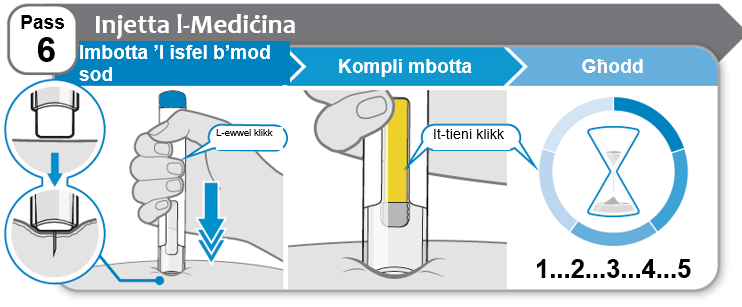 Pass
6
Injetta l-Mediċina
Imbotta ’l isfel b’mod
sod
Kompli mbotta
Għodd
L-ewwel klikk
It-tieni klikk
1...2...3...4...5